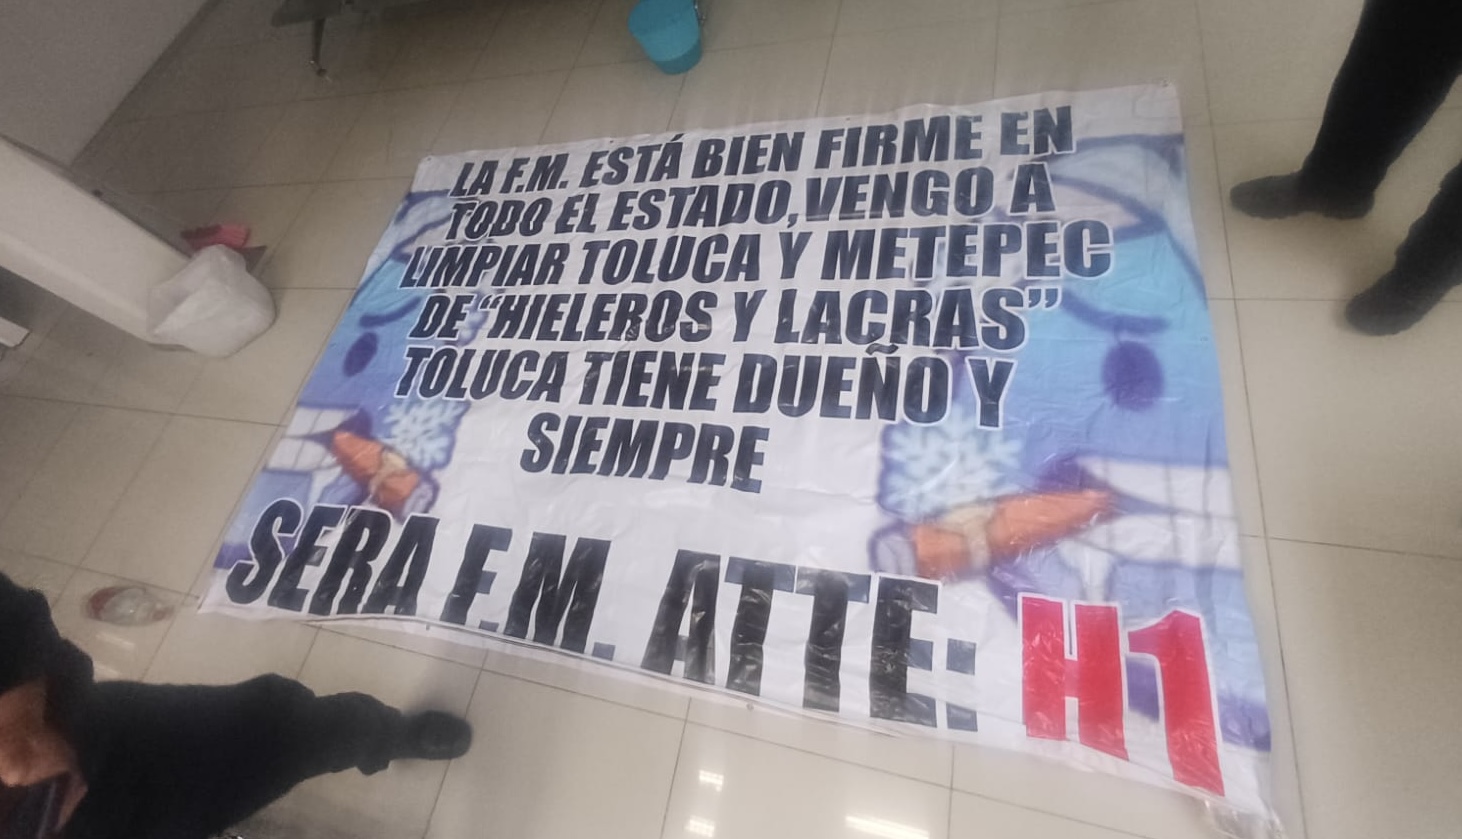 LA F.M. ESTÁ BIEN FIRME EN
TODO EL ESTADO, VENGO A
LIMPIAR TOLUCA Y METEPEC
DE "HIELEROS Y LACRAS"
TOLUCA TIENE DUEÑO Y
SIEMPRE
SERA F.M. ATTE: H1